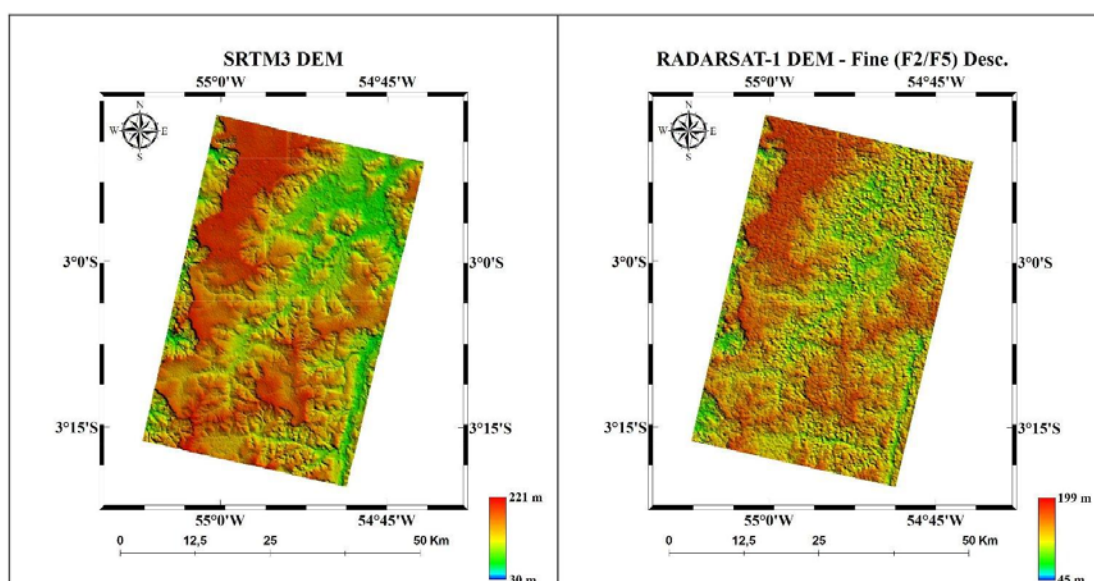 SRTM3 DEM
55°0'W
54°45'W
N
W
E
S
3°0'S
3°0'S
3°15'S
3°15'S
55°0'W
54°45'W
221 m
30 m
0
12,5
25
50 Km
RADARSAT-1 DEM - Fine (F2/F5) Desc.
55°0'W
54°45'W
N
W
E
S
3°0'S
3°0'S
3°15'S
3°15'S
55°0'W
54°45'W
199 m
45 m
0
12,5
25
50 Km